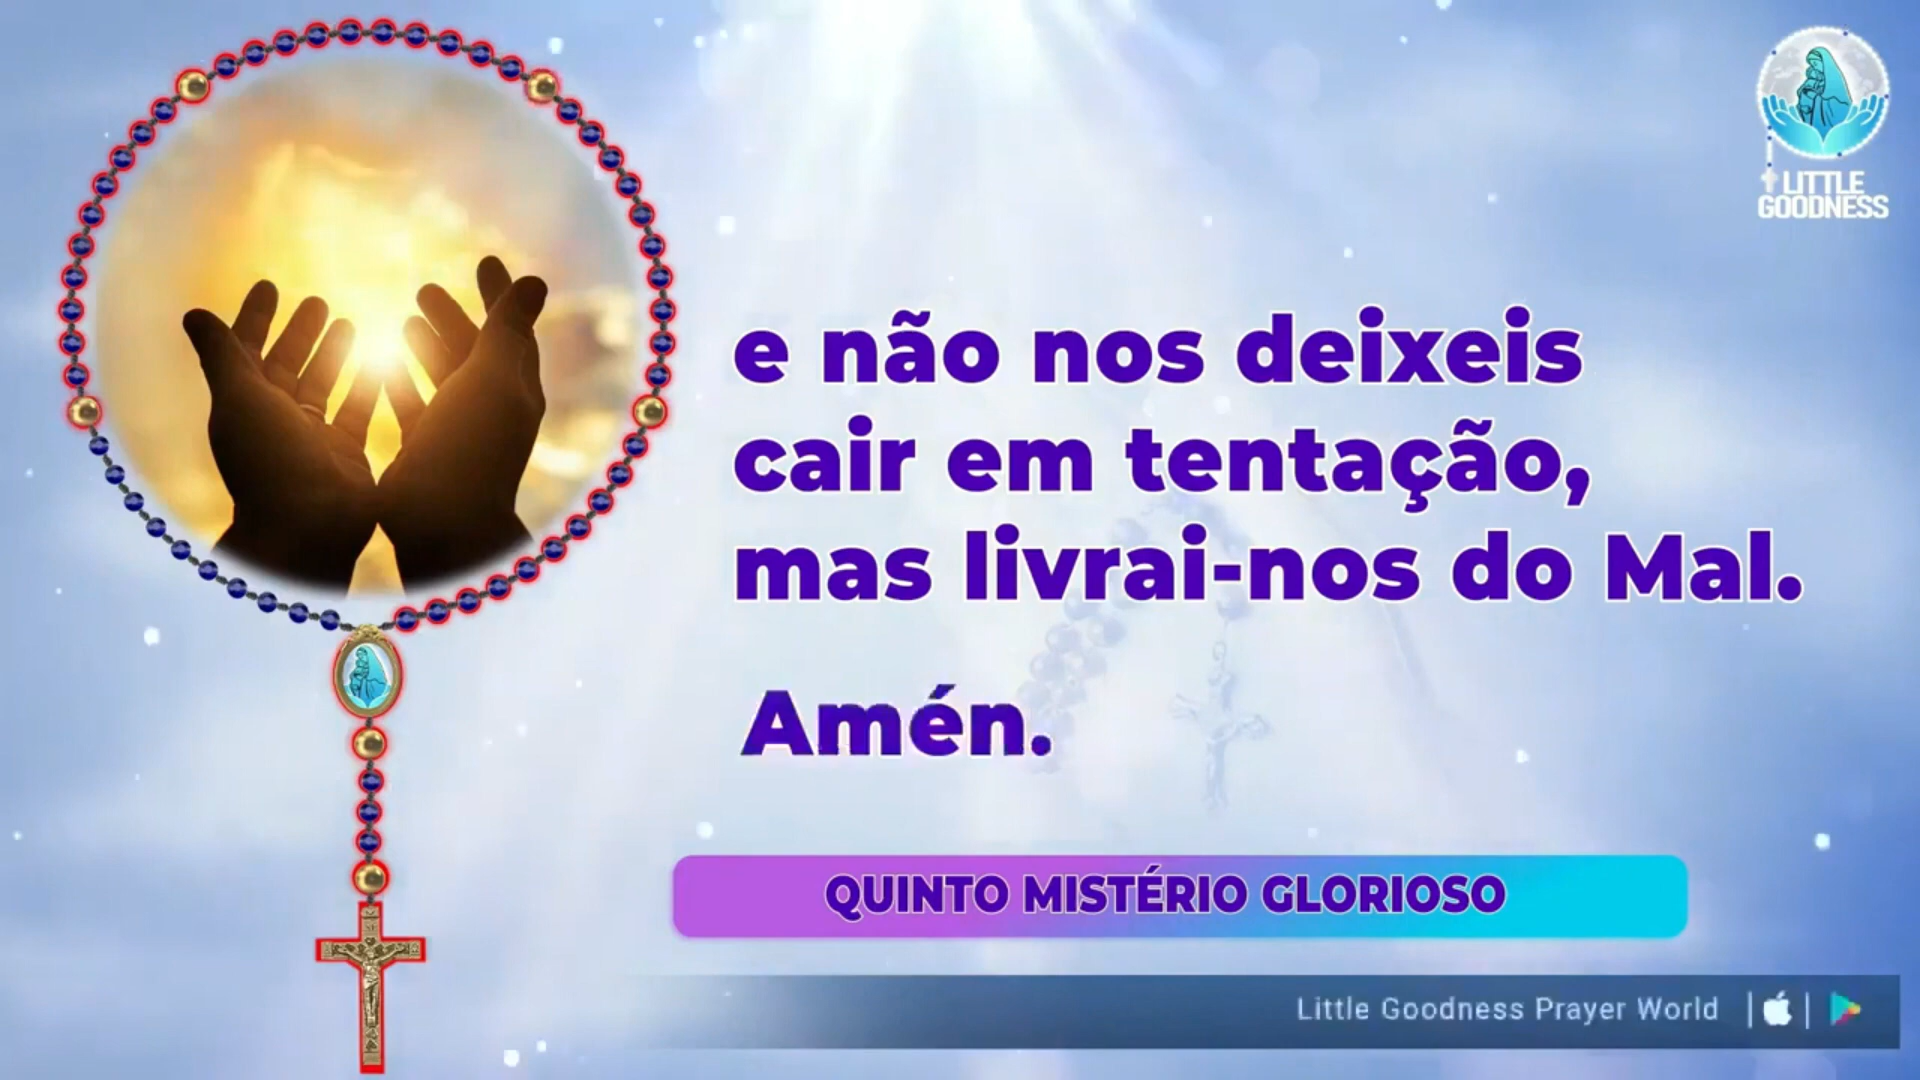 LITTLE
GOODNESS
e não nos deixeis
cair em tentação,
mas livrai-nos do Mal.
Amén.
QUINTO MISTÉRIO GLORIOSO
Little Goodness Prayer World